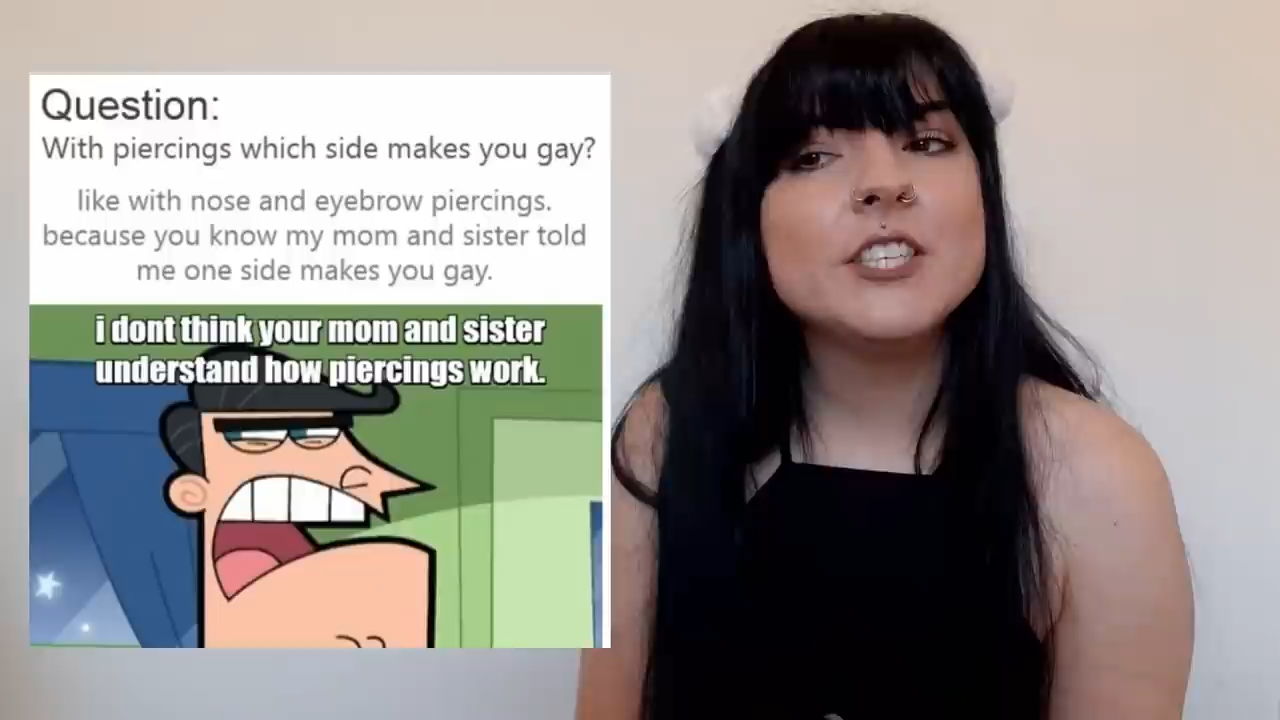 Question:
With piercings which side makes you gay?
like with nose and eyebrow piercings.
because you know my mom and sister told
me one side makes you gay.
i dont think your mom and sister
understand how piercings work.